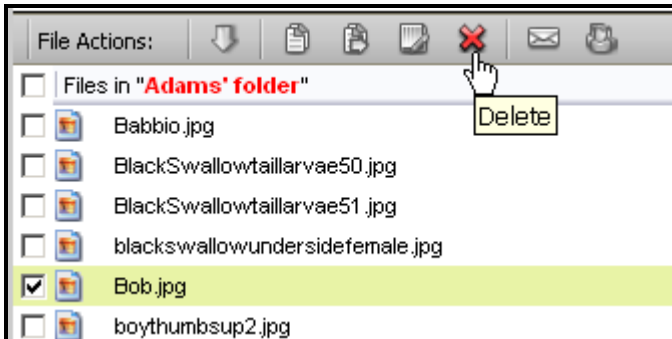 File Actions:
Files in "Adams' folder"
Delete
Babbio.jpg
BlackSwallowtaillarvae50.jpg
BlackSwallowtaillarvae51.jpg
blackswallowundersidefemale.jpg
Bob.jpg
boythumbsup2.jpg